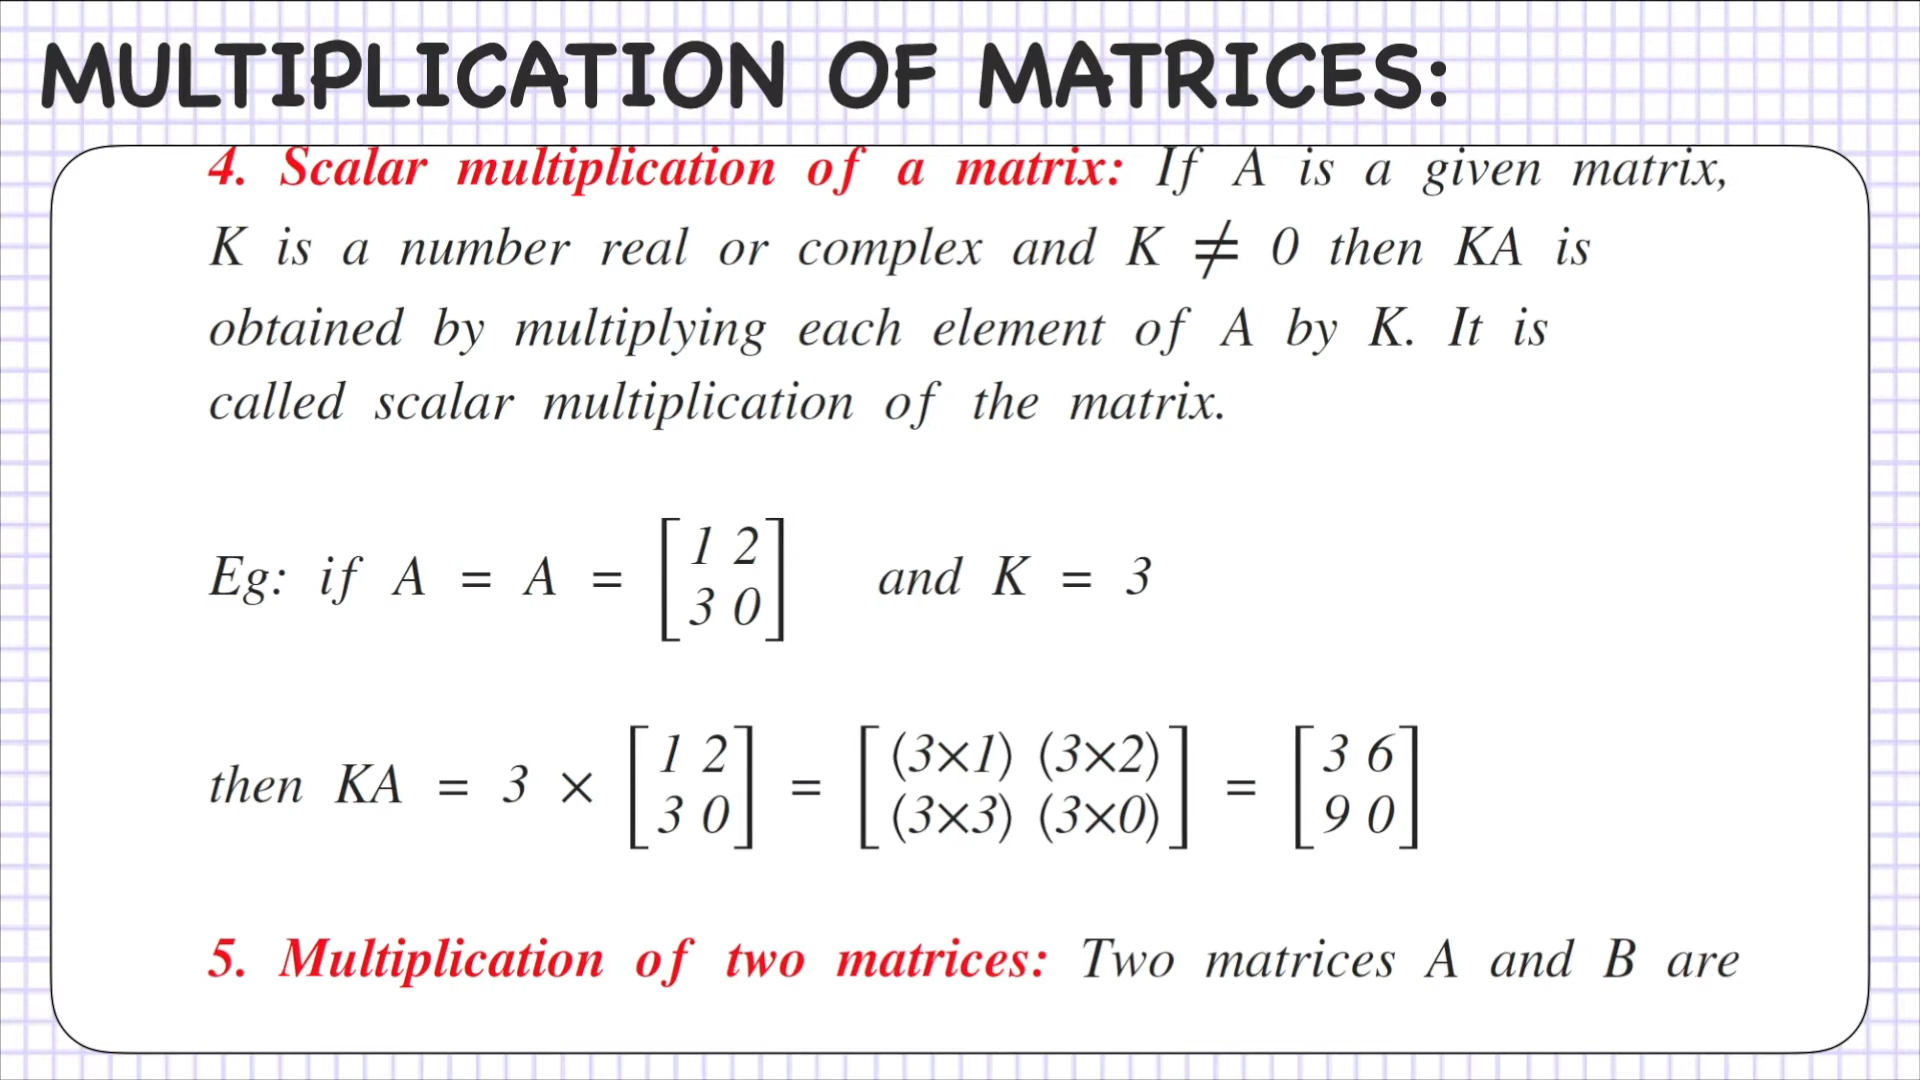 MULTIPLICATION OF MATRICES:
4. Scalar multiplication of a matrix: If A is a given matrix,
K is a number real or complex and K ≠ 0 then KA is
obtained by multiplying each element of A by K. It is
called scalar multiplication of the matrix.
Eg: if A = A = [1 2 3 0] and K = 3
then KA = 3 × [1 2 3 0] = [(3×1) (3×2) (3×3) (3×0)] = [3 6 9 0]
5. Multiplication of two matrices: Two matrices A and B are